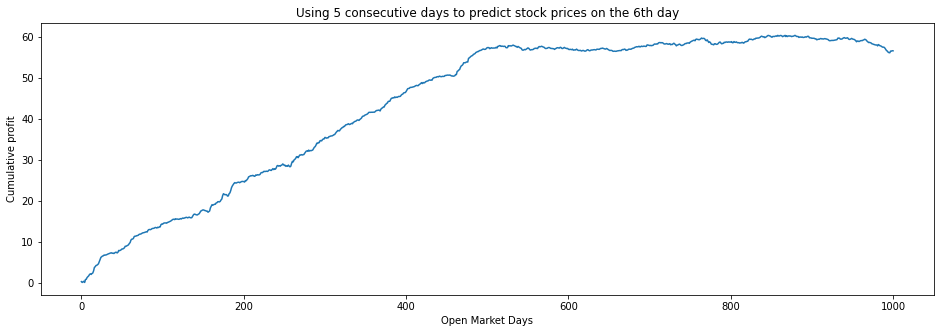 Using 5 consecutive days to predict stock prices on the 6th day
Cumulative profit
60
50
40
30
20
10
0
0 200 400 600 800 1000
Open Market Days